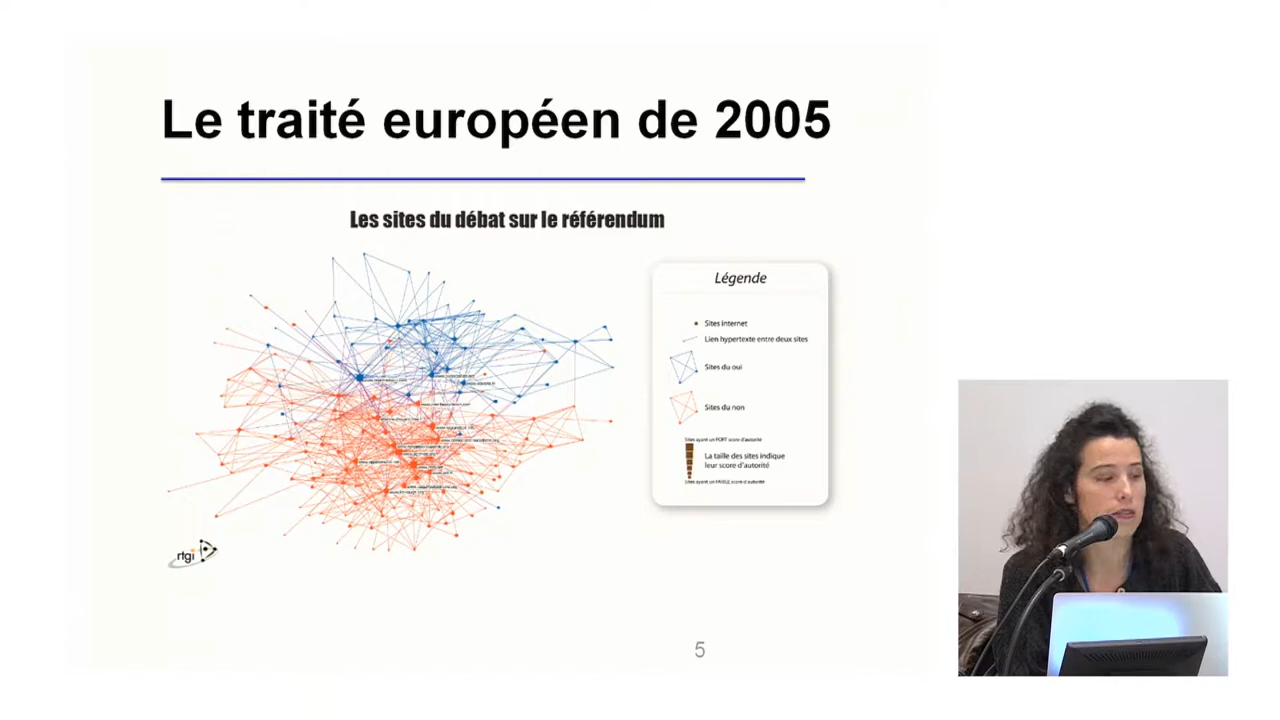 Le traité européen de 2005
Les sites du débat sur le référendum
Légende
Sites internet
Lien hypertexte entre deux sites
Sites du oui
Sites du non
Sites ayant un FORT score d'autorité
La taille des sites indique
leur score d'autorité
Sites ayant un FAIBLE score d'autorité
rtgi
5